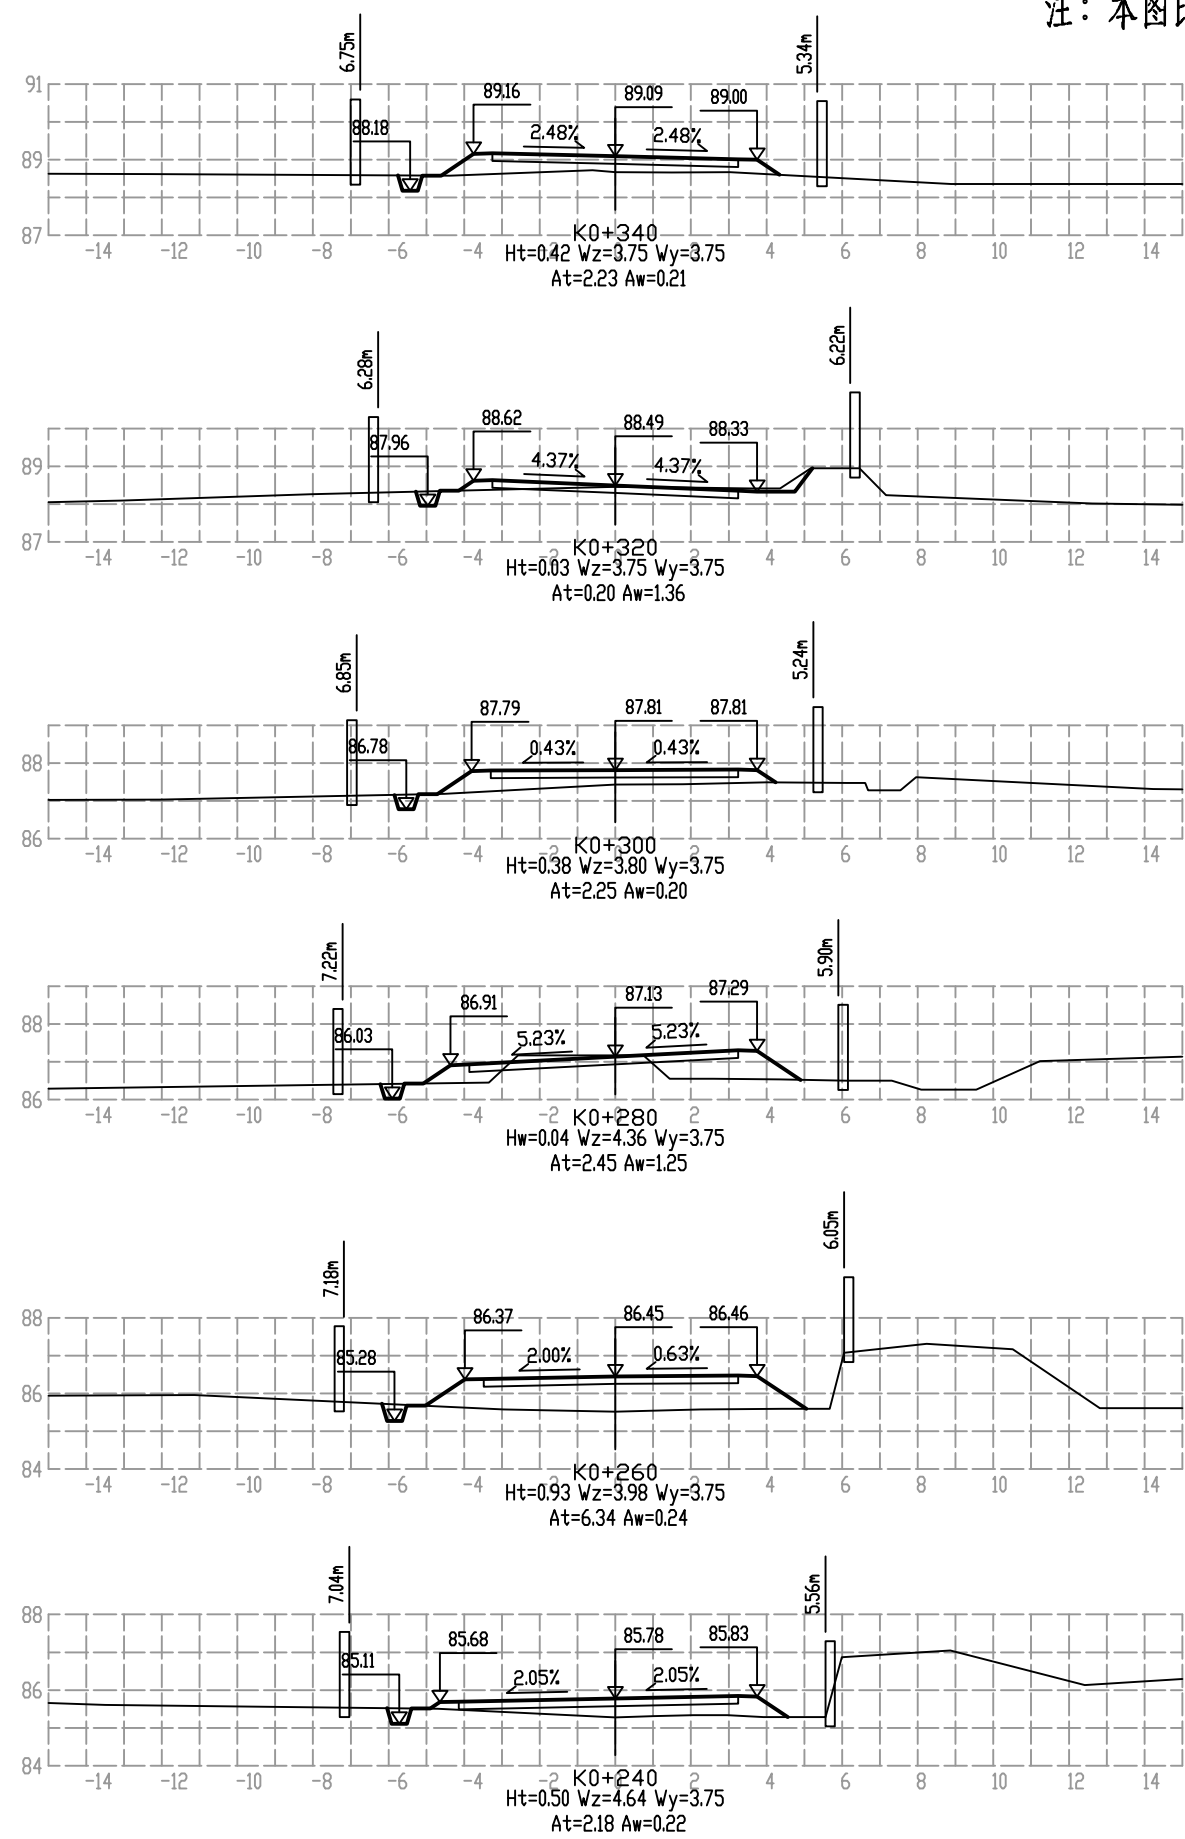 注：本图
6.75m
5.34m
91
89.16
89.09
89.00
88.18
2.48%
2.48%
89
87
-14 -12 -10 -8 -6 -4 -2 0 2 4 6 8 10 12 14
K0+340
Ht=0.42 Wz=3.75 Wy=3.75
At=2.23 Aw=0.21
6.28m
6.22m
88.62
88.49
88.33
87.96
4.37%
4.37%
89
87
-14 -12 -10 -8 -6 -4 -2 0 2 4 6 8 10 12 14
K0+320
Ht=0.03 Wz=3.75 Wy=3.75
At=0.20 Aw=1.36
6.85m
5.24m
87.79
87.81
87.81
86.78
0.43%
0.43%
88
86
-14 -12 -10 -8 -6 -4 -2 0 2 4 6 8 10 12 14
K0+300
Ht=0.38 Wz=3.80 Wy=3.75
At=2.25 Aw=0.20
7.22m
5.90m
86.91
87.13
87.29
86.03
5.23%
5.23%
88
86
-14 -12 -10 -8 -6 -4 -2 0 2 4 6 8 10 12 14
K0+280
Hw=0.04 Wz=4.36 Wy=3.75
At=2.45 Aw=1.25
7.18m
6.05m
88
86.37
86.45
86.46
85.28
2.00%
0.63%
86
84
-14 -12 -10 -8 -6 -4 -2 0 2 4 6 8 10 12 14
K0+260
Ht=0.93 Wz=3.98 Wy=3.75
At=6.34 Aw=0.24
7.04m
5.56m
88
85.68
85.78
85.83
85.11
2.05%
2.05%
86
84
-14 -12 -10 -8 -6 -4 -2 0 2 4 6 8 10 12 14
K0+240
Ht=0.50 Wz=4.64 Wy=3.75
At=2.18 Aw=0.22